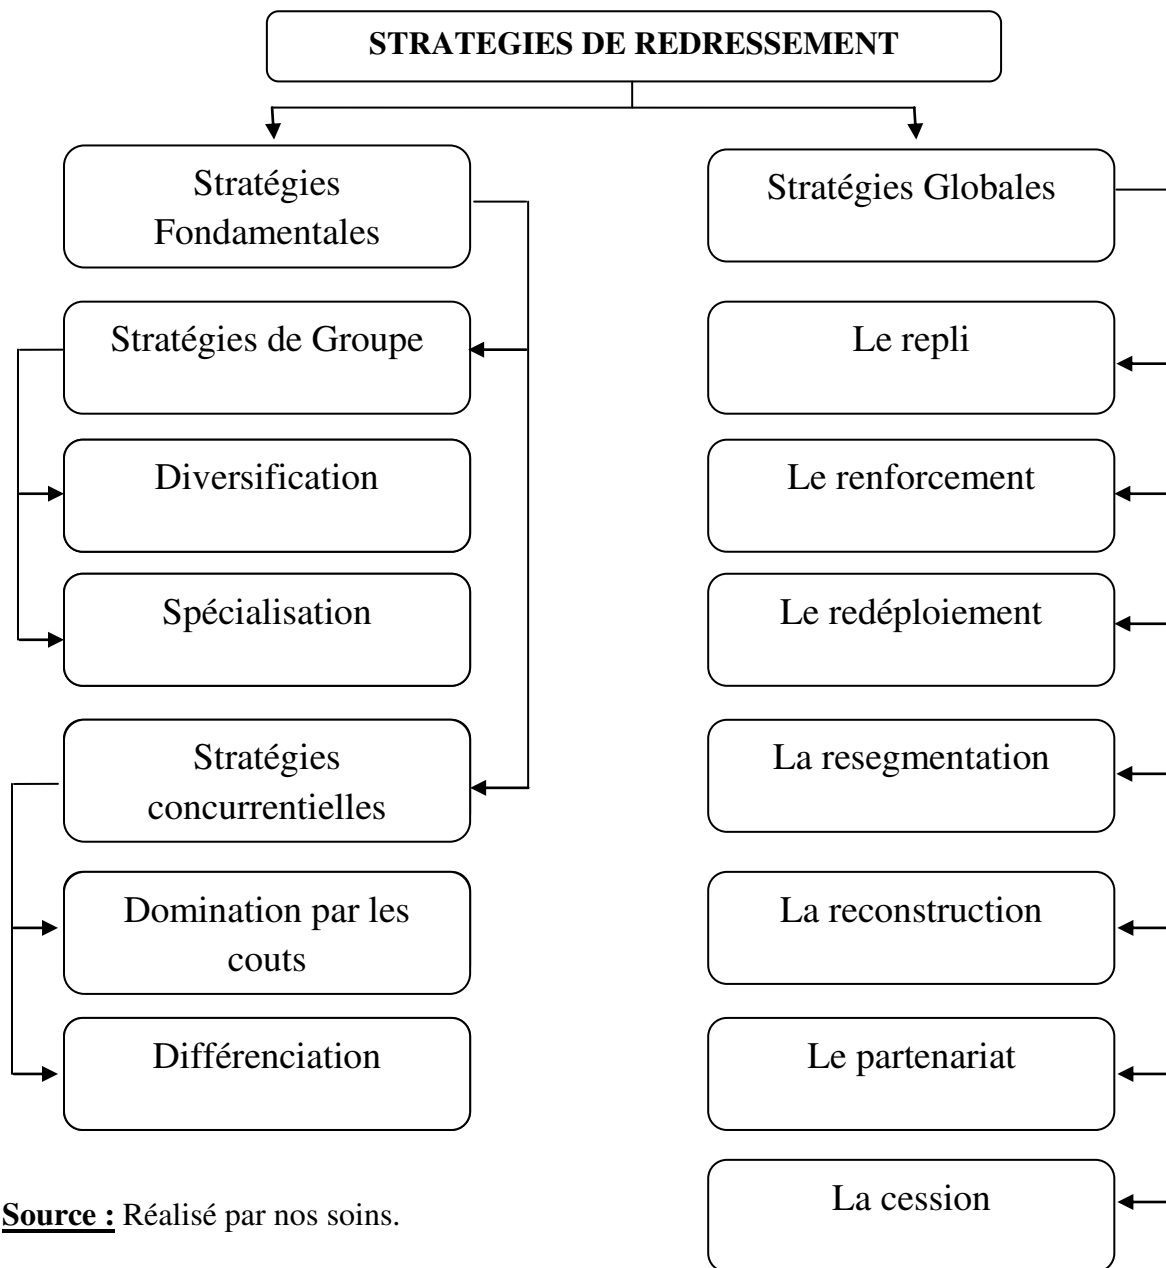 STRATEGIES DE REDRESSEMENT
Stratégies
Fondamentales
Stratégies de Groupe
Diversification
Spécialisation
Stratégies
concurrentielles
Domination par les
couts
Différenciation
Stratégies Globales
Le repli
Le renforcement
Le redéploiement
La resegmentation
La reconstruction
Le partenariat
La cession
Source : Réalisé par nos soins.